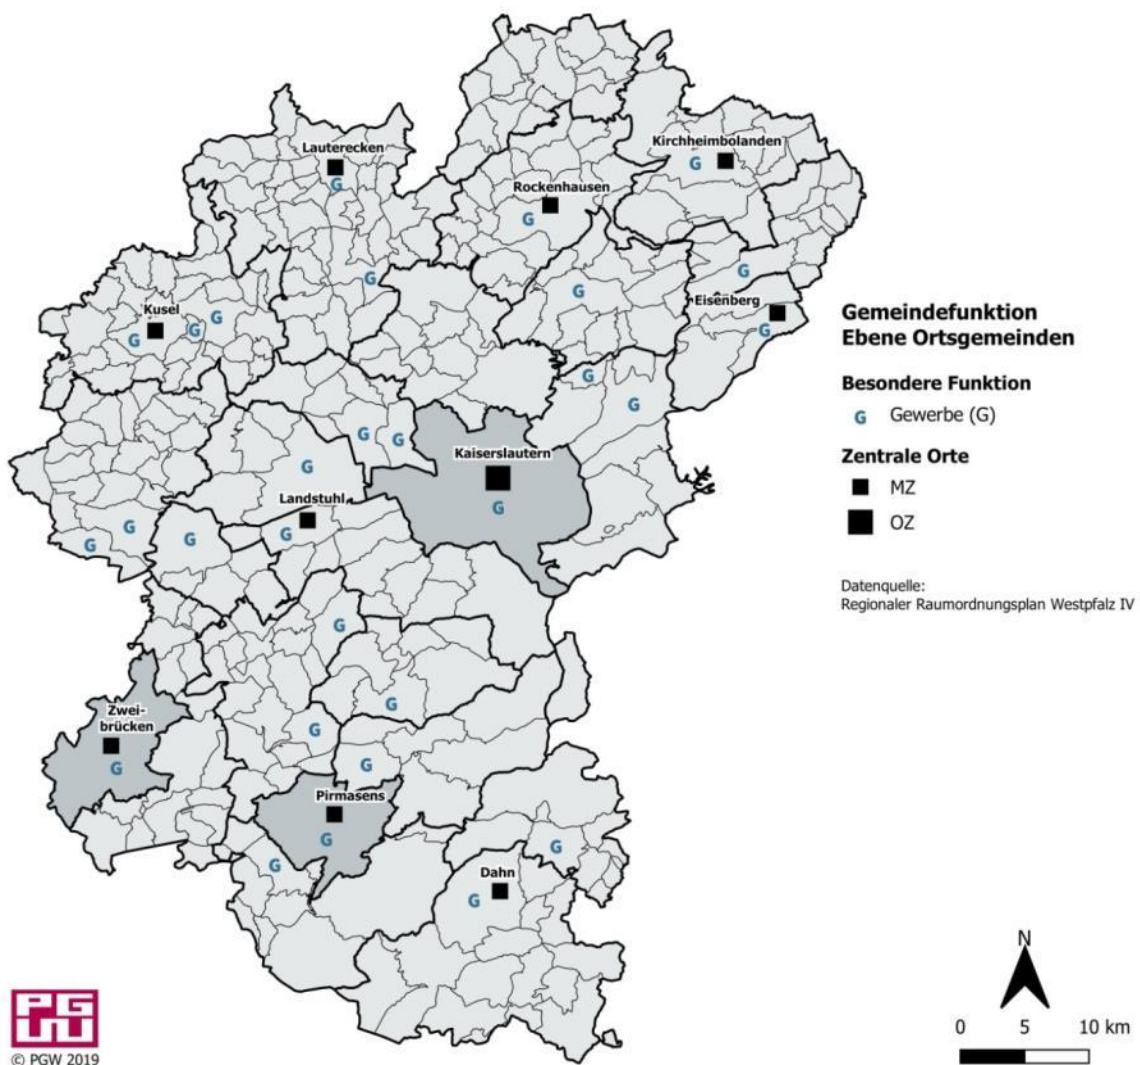 Kirchheimbolanden
G
Lauterecken
G
Rockenhausen
G
G
G
G
Kusel
G
G
G
Eisenberg
G
G
G
G
G
Kaiserslautern
G
G
Landstuhl
G
G
G
G
G
G
G
Zwei-
brücken
G
G
G
Pirmasens
G
G
G
Dahn
G
Gemeindefunktion
Ebene Ortsgemeinden
Besondere Funktion
G Gewerbe (G)
Zentrale Orte
MZ
OZ
Datenquelle:
Regionaler Raumordnungsplan Westpfalz IV
N
0 5 10 km
PGW
© PGW 2019